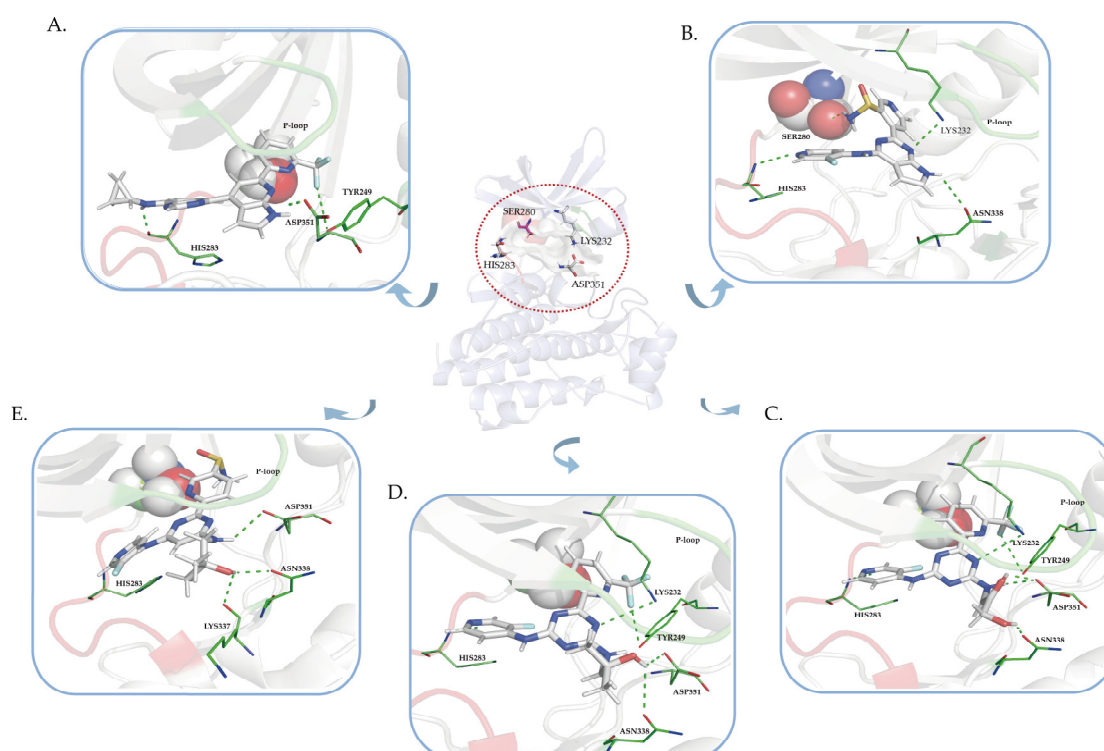 A.
P-loop
TYR249
ASP351
HIS283
B.
LYS232
P-loop
SER280
HIS283
ASN338
SER280
LYS232
HIS283
ASP351
E.
P-loop
ASP351
ASN338
HIS283
LYS337
D.
P-loop
LYS232
TYR249
HIS283
ASP351
ASN338
C.
P-loop
LYS232
TYR249
ASP351
HIS283
ASN338